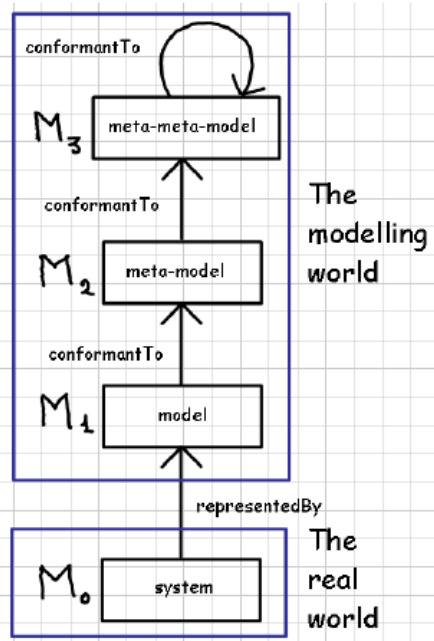 conformantTo
M3
meta-meta-model
conformantTo
The
modelling
world
M2
meta-model
conformantTo
M1
model
representedBy
The
real
world
M0
system